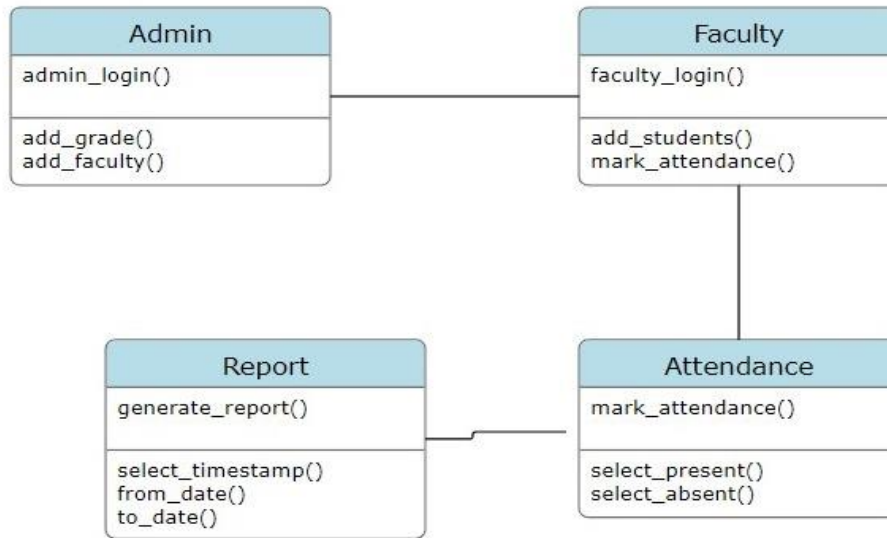 Admin
admin_login()
add_grade()
add_faculty()
Faculty
faculty_login()
add_students()
mark_attendance()
Report
generate_report()
select_timestamp()
from_date()
to_date()
Attendance
mark_attendance()
select_present()
select_absent()